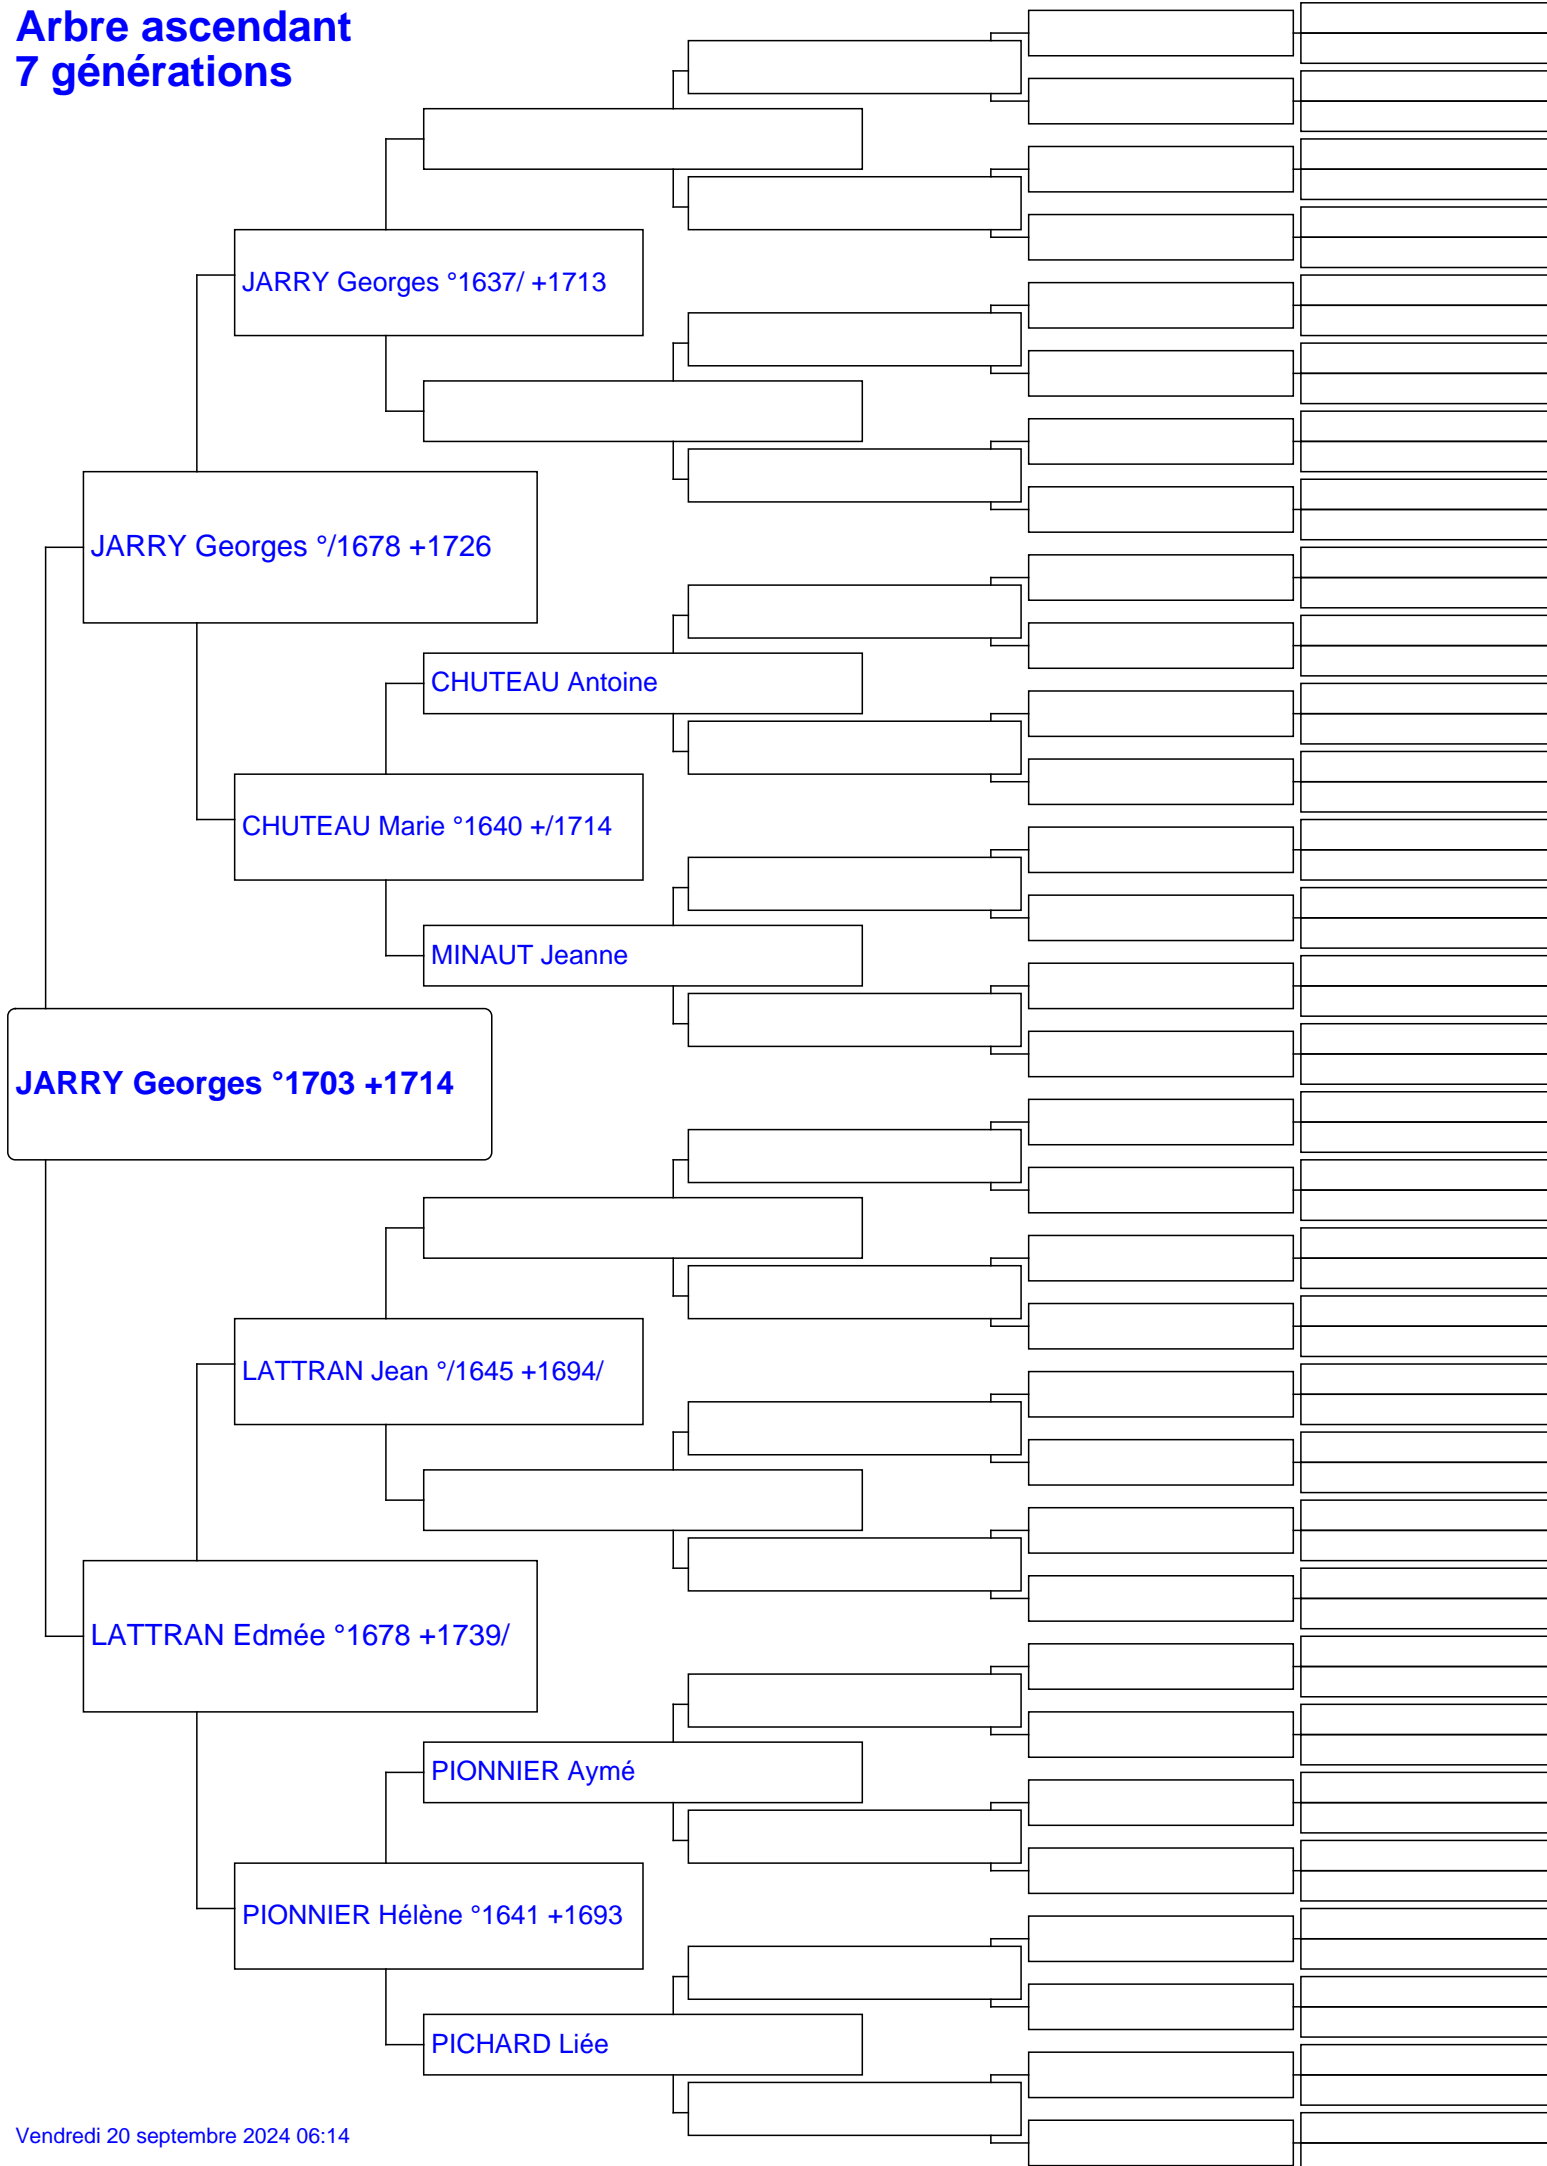 Arbre ascendant
7 générations
JARRY Georges °1637/ +1713
JARRY Georges °/1678 +1726
CHUTEAU Antoine
CHUTEAU Marie °1640 +/1714
MINAUT Jeanne
JARRY Georges °1703 +1714
LATTRAN Jean °/1645 +1694/
LATTRAN Edmée °1678 +1739/
PIONNIER Aymé
PIONNIER Hélène °1641 +1693
PICHARD Liée
Vendredi 20 septembre 2024 06:14